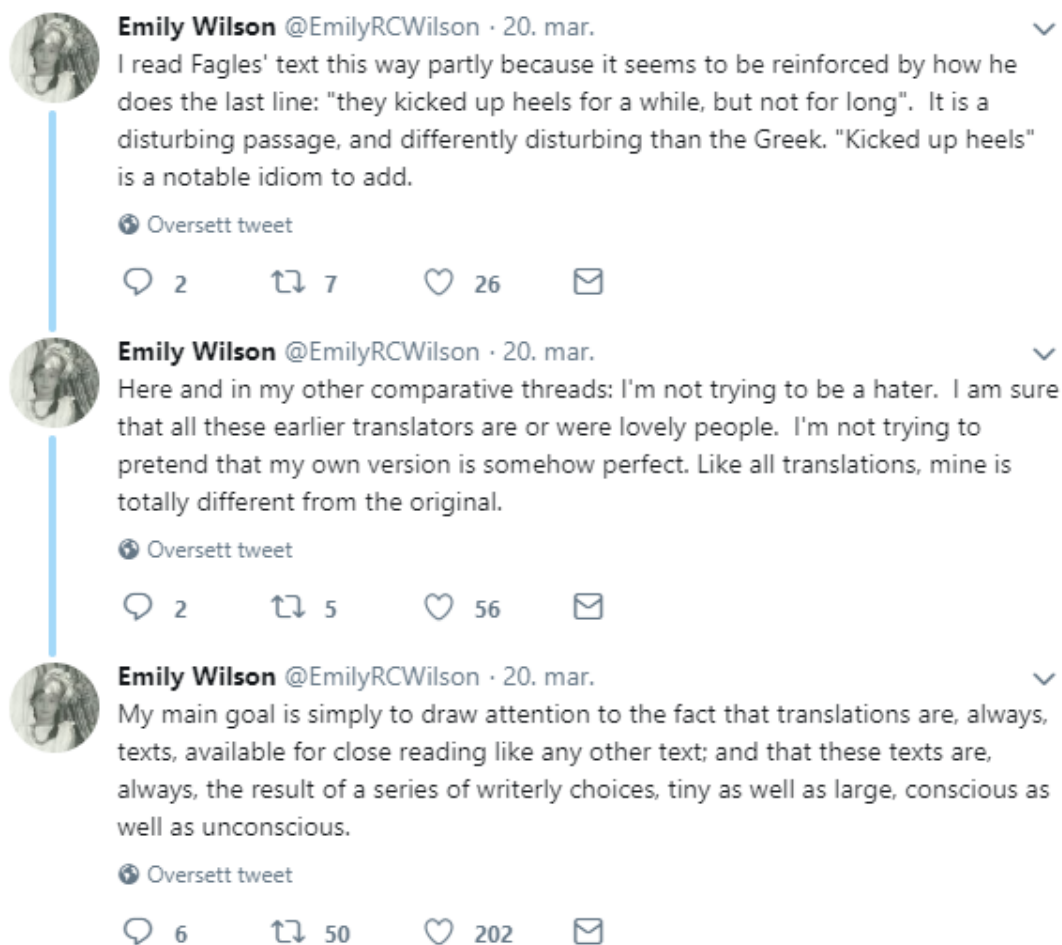 Emily Wilson @EmilyRCWilson · 20. mar.
I read Fagles' text this way partly because it seems to be reinforced by how he
does the last line: "they kicked up heels for a while, but not for long".  It is a
disturbing passage, and differently disturbing than the Greek. "Kicked up heels"
is a notable idiom to add.
Oversett tweet
2 7 26
Emily Wilson @EmilyRCWilson · 20. mar.
Here and in my other comparative threads: I'm not trying to be a hater.  I am sure
that all these earlier translators are or were lovely people.  I'm not trying to
pretend that my own version is somehow perfect. Like all translations, mine is
totally different from the original.
Oversett tweet
2 5 56
Emily Wilson @EmilyRCWilson · 20. mar.
My main goal is simply to draw attention to the fact that translations are, always,
texts, available for close reading like any other text; and that these texts are,
always, the result of a series of writerly choices, tiny as well as large, conscious as
well as unconscious.
Oversett tweet
6 50 202